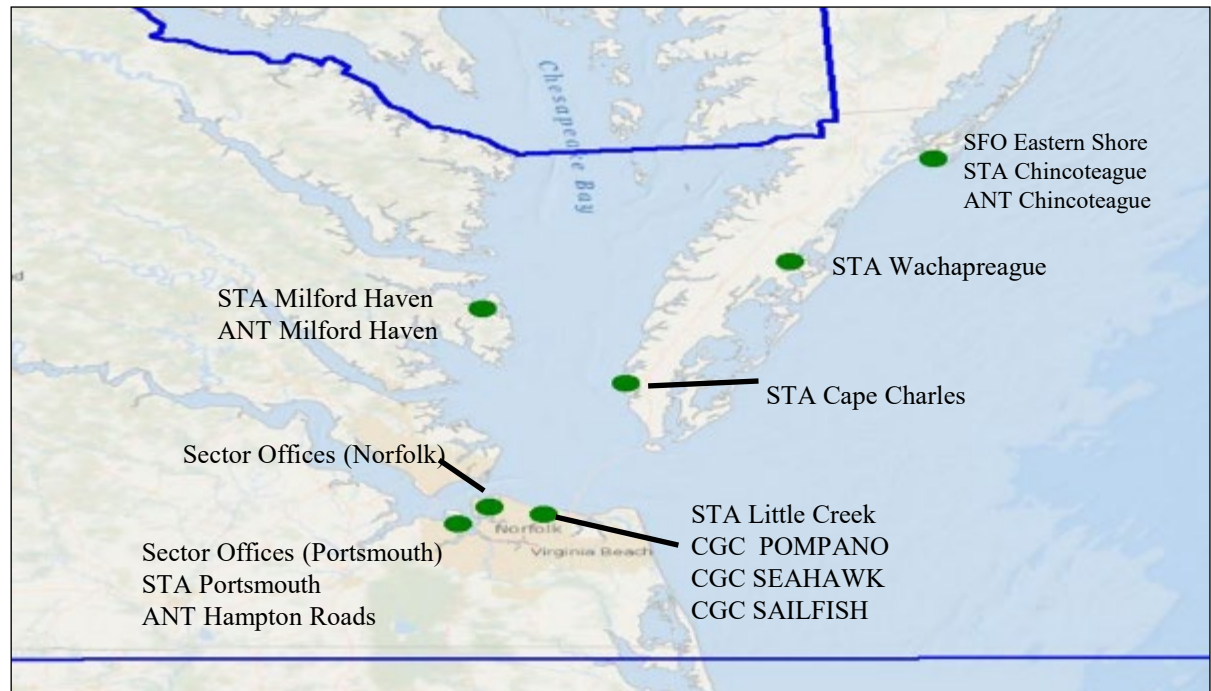 Chesapeake Bay
SFO Eastern Shore
STA Chincoteague
ANT Chincoteague
STA Wachapreague
STA Milford Haven
ANT Milford Haven
STA Cape Charles
Sector Offices (Norfolk)
Norfolk
Virginia Beach
Sector Offices (Portsmouth)
STA Portsmouth
ANT Hampton Roads
STA Little Creek
CGC POMPANO
CGC SEAHAWK
CGC SAILFISH